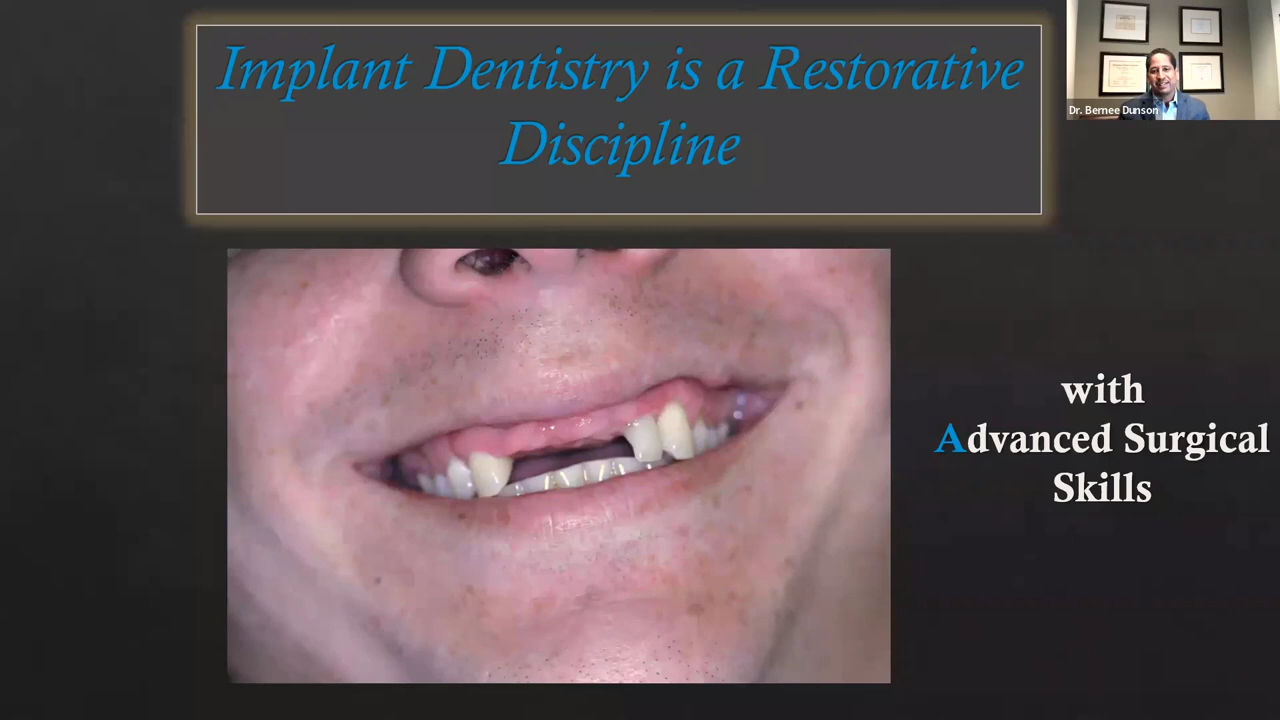 Implant Dentistry is a Restorative
Discipline
Dr. Bernee Dunson
with
Advanced Surgical
Skills